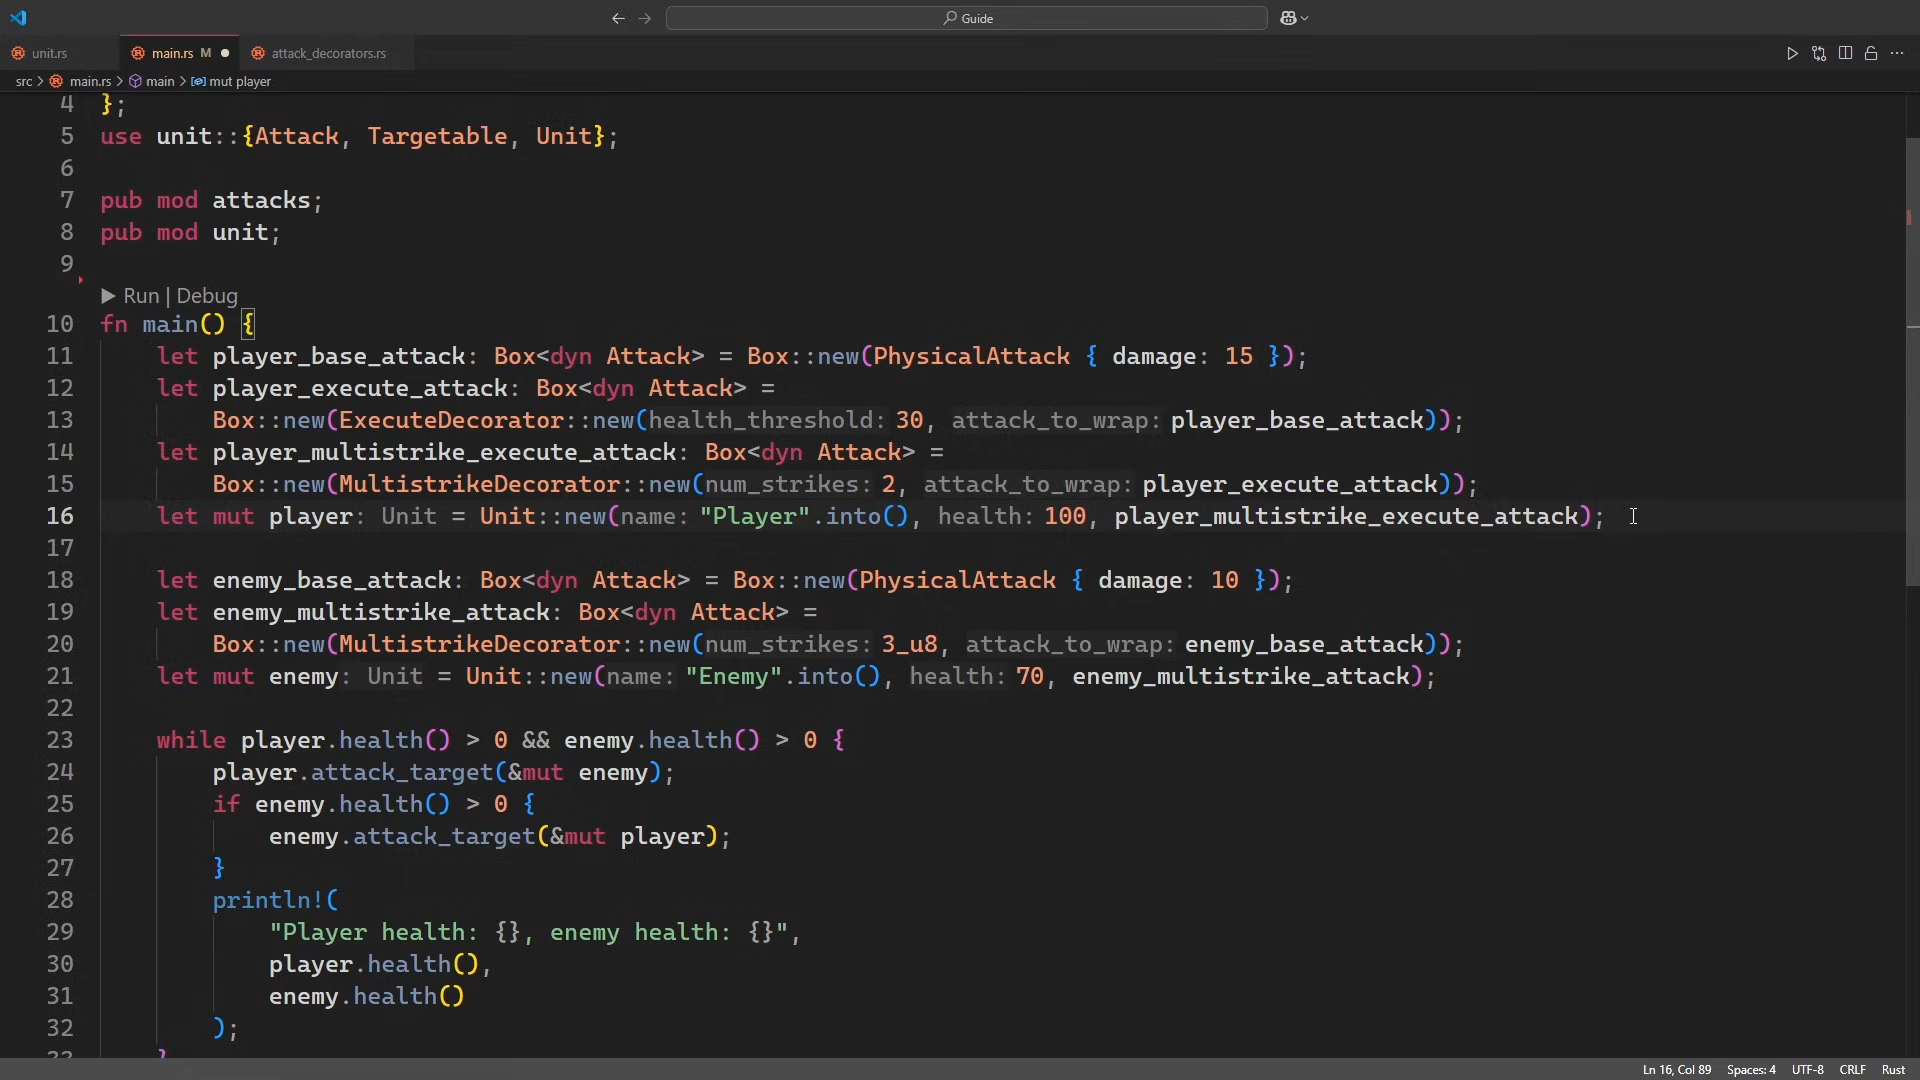 Guide
unit.rs
main.rs M
attack_decorators.rs
src > main.rs > main > mut player
4 };
5 use unit::{Attack, Targetable, Unit};
6
7 pub mod attacks;
8 pub mod unit;
9
▶ Run | Debug
10 fn main() {
11 let player_base_attack: Box<dyn Attack> = Box::new(PhysicalAttack { damage: 15 });
12 let player_execute_attack: Box<dyn Attack> =
13 Box::new(ExecuteDecorator::new(health_threshold: 30, attack_to_wrap: player_base_attack));
14 let player_multistrike_execute_attack: Box<dyn Attack> =
15 Box::new(MultistrikeDecorator::new(num_strikes: 2, attack_to_wrap: player_execute_attack));
16 let mut player: Unit = Unit::new(name: "Player".into(), health: 100, player_multistrike_execute_attack);
17
18 let enemy_base_attack: Box<dyn Attack> = Box::new(PhysicalAttack { damage: 10 });
19 let enemy_multistrike_attack: Box<dyn Attack> =
20 Box::new(MultistrikeDecorator::new(num_strikes: 3_u8, attack_to_wrap: enemy_base_attack));
21 let mut enemy: Unit = Unit::new(name: "Enemy".into(), health: 70, enemy_multistrike_attack);
22
23 while player.health() > 0 && enemy.health() > 0 {
24 player.attack_target(&mut enemy);
25 if enemy.health() > 0 {
26 enemy.attack_target(&mut player);
27 }
28 println!(
29 "Player health: {}, enemy health: {}",
30 player.health(),
31 enemy.health()
32 );
33 }
Ln 16, Col 89 Spaces: 4 UTF-8 CRLF Rust